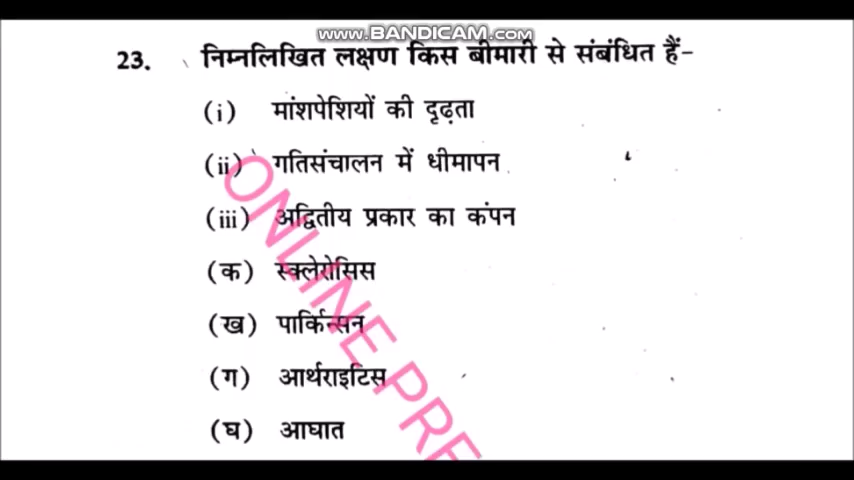 www.BANDICAM.com
23. निम्नलिखित लक्षण किस बीमारी से संबंधित हैं-
(i) मांशपेशियों की दृढ़ता
(ii) गतिसंचालन में धीमापन
(iii) अद्वितीय प्रकार का कंपन
(क) स्क्लेरोसिस
(ख) पार्किन्सन
(ग) आर्थराइटिस
(घ) आघात
ONLINE PRE